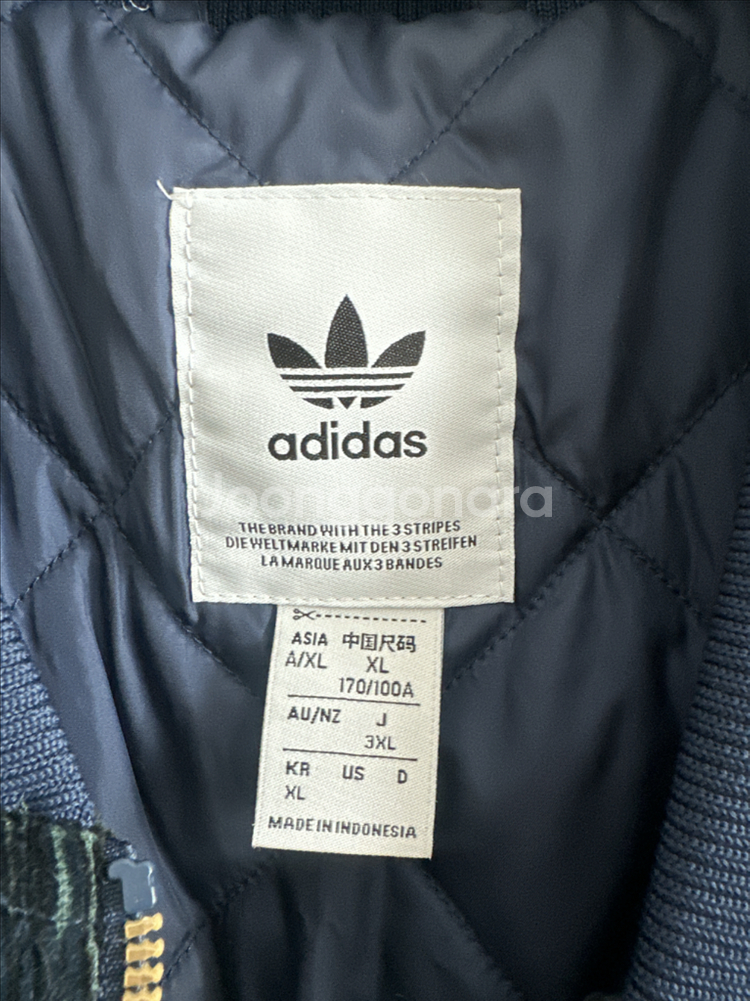 adidas
Joonggonara
THE BRAND WITH THE 3 STRIPES
DIE WELTMARKE MIT DEN 3 STREIFEN
LA MARQUE AUX 3 BANDES
ASIA 中国尺码
A/XL XL
170/100A
AU/NZ J
3XL
KR US D
XL
MADE IN INDONESIA